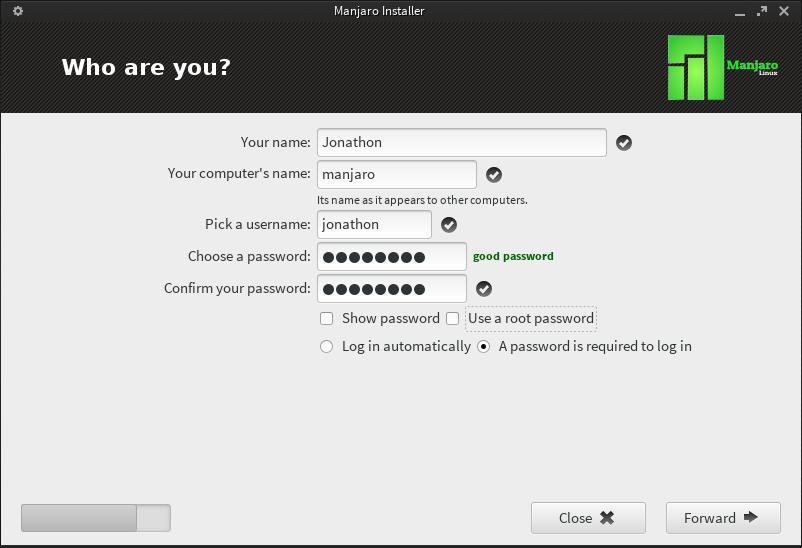 Manjaro Installer
Who are you?
Manjaro
Linux
Your name: Jonathon
Your computer's name: manjaro
Its name as it appears to other computers.
Pick a username: jonathon
Choose a password: ●●●●●●●● good password
Confirm your password: ●●●●●●●●
Show password Use a root password
Log in automatically A password is required to log in
Close Forward